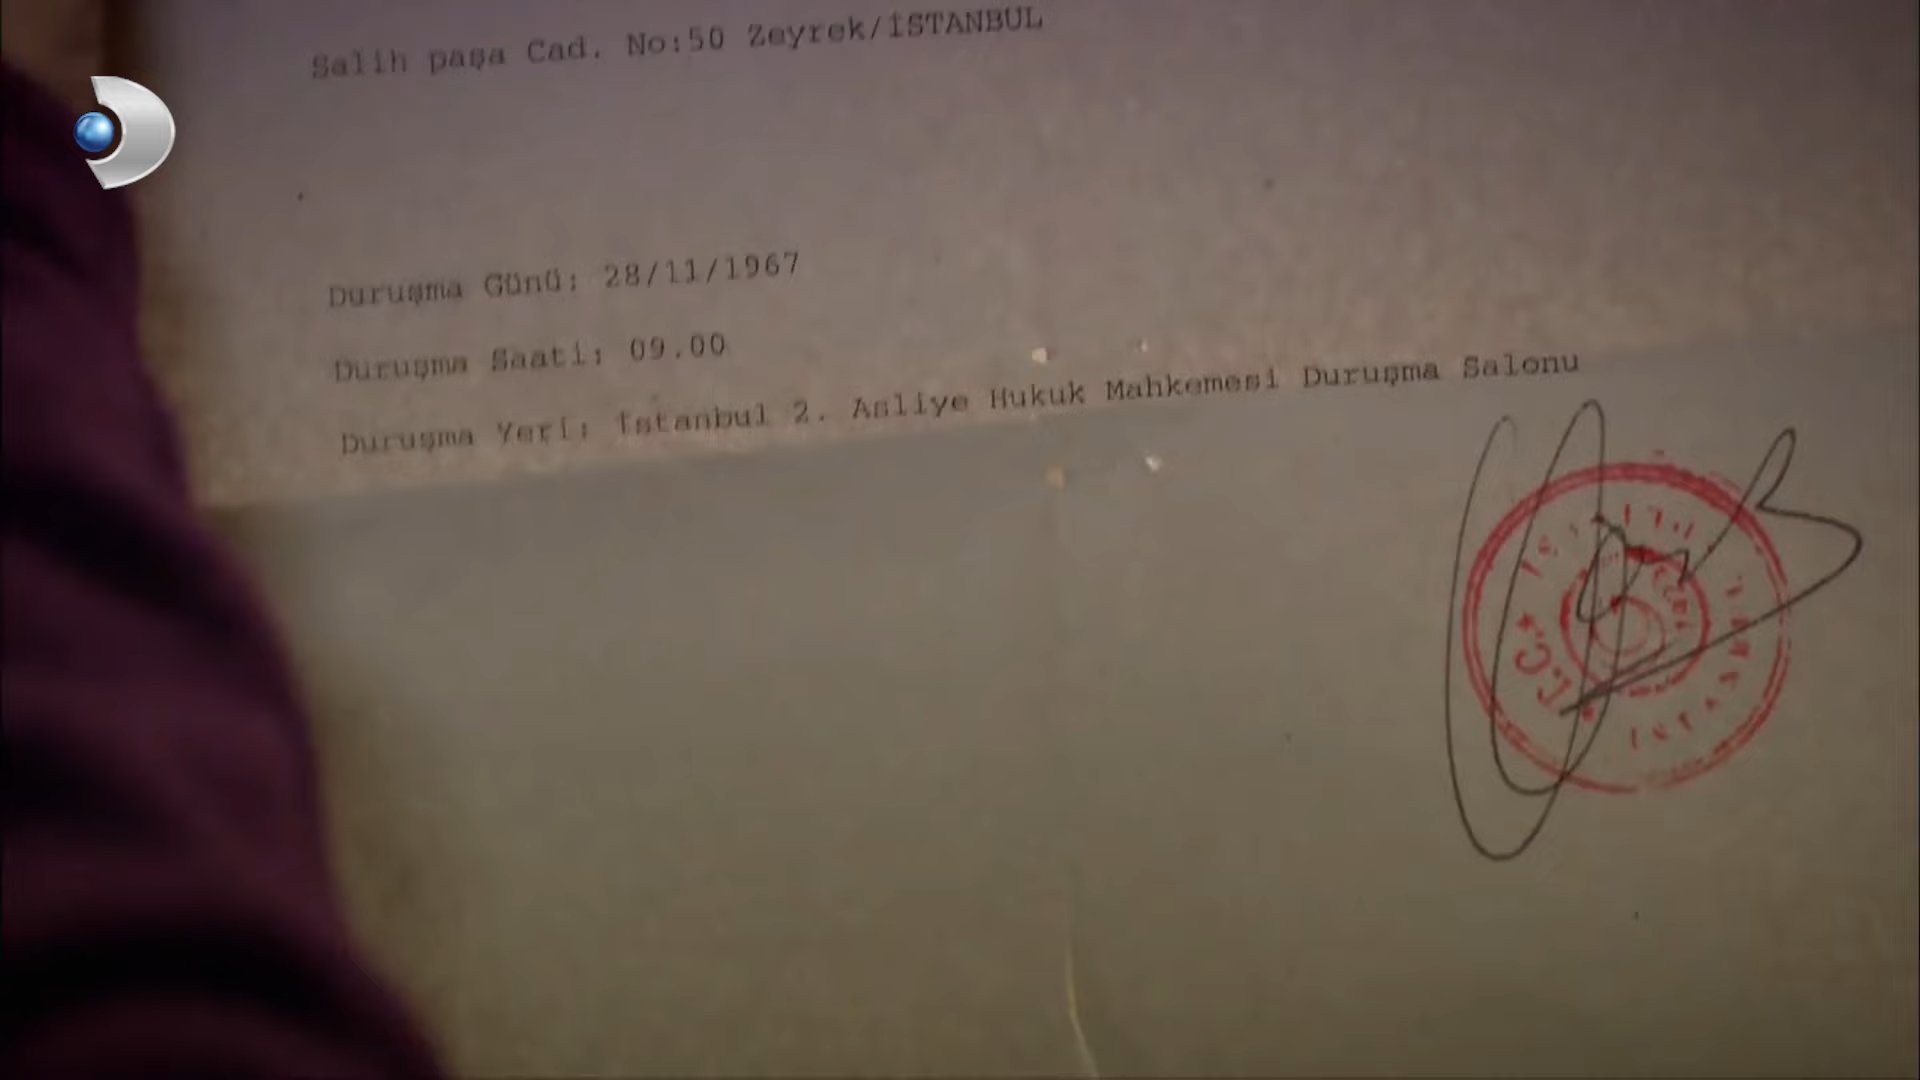 Salih paşa Cad. No:50 Zeyrek/İSTANBUL
Duruşma Günü: 28/11/1967
Duruşma Saati: 09.00
Duruşma Yeri: İstanbul 2. Asliye Hukuk Mahkemesi Duruşma Salonu
T.C.